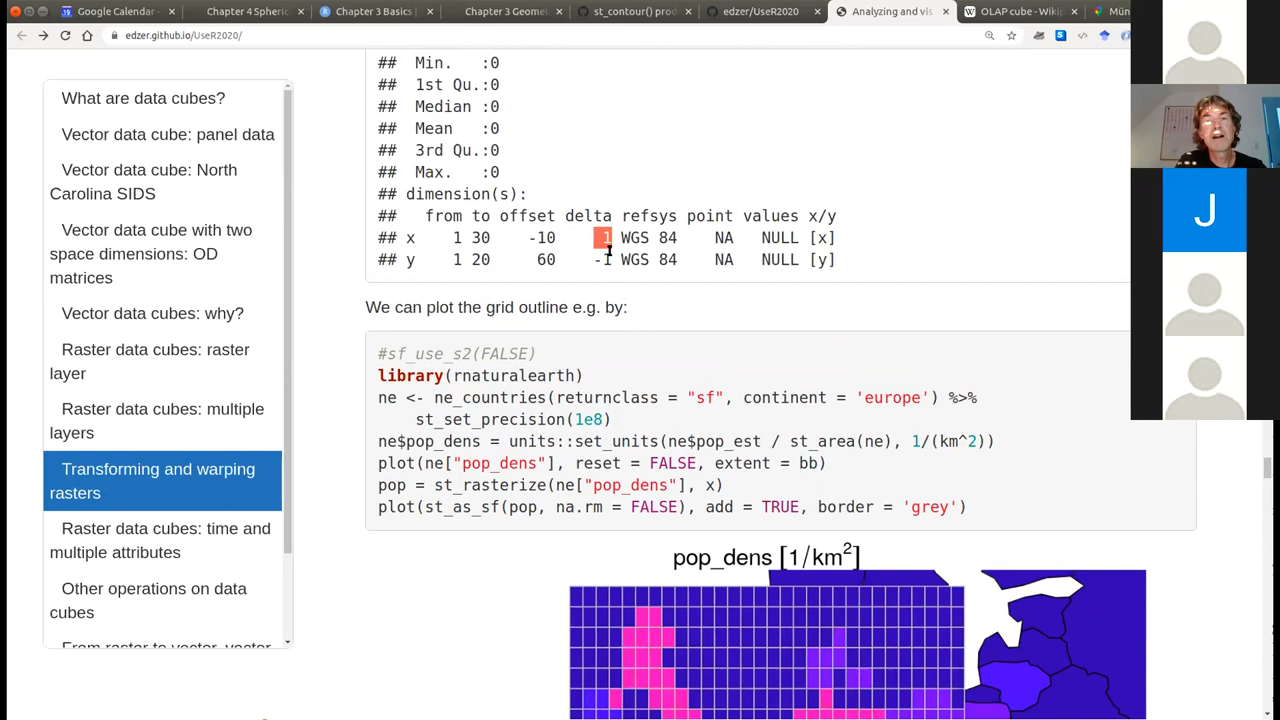 Google Calendar -
Chapter 4 Spheric
Chapter 3 Basics |
Chapter 3 Geomet
st_contour() prod
edzer/UseR2020
Analyzing and vis
OLAP cube - Wikip
Mün
edzer.github.io/UseR2020/
What are data cubes?
Vector data cube: panel data
Vector data cube: North
Carolina SIDS
Vector data cube with two
space dimensions: OD
matrices
Vector data cubes: why?
Raster data cubes: raster
layer
Raster data cubes: multiple
layers
Transforming and warping
rasters
Raster data cubes: time and
multiple attributes
Other operations on data
cubes
From raster to vector, vector
## Min. :0
## 1st Qu.:0
## Median :0
## Mean :0
## 3rd Qu.:0
## Max. :0
## dimension(s):
## from to offset delta refsys point values x/y
## x 1 30 -10 1 WGS 84 NA NULL [x]
## y 1 20 60 -1 WGS 84 NA NULL [y]
We can plot the grid outline e.g. by:
#sf_use_s2(FALSE)
library(rnaturalearth)
ne <- ne_countries(returnclass = "sf", continent = 'europe') %>%
st_set_precision(1e8)
ne$pop_dens = units::set_units(ne$pop_est / st_area(ne), 1/(km^2))
plot(ne["pop_dens"], reset = FALSE, extent = bb)
pop = st_rasterize(ne["pop_dens"], x)
plot(st_as_sf(pop, na.rm = FALSE), add = TRUE, border = 'grey')
pop_dens [1/km²]
J